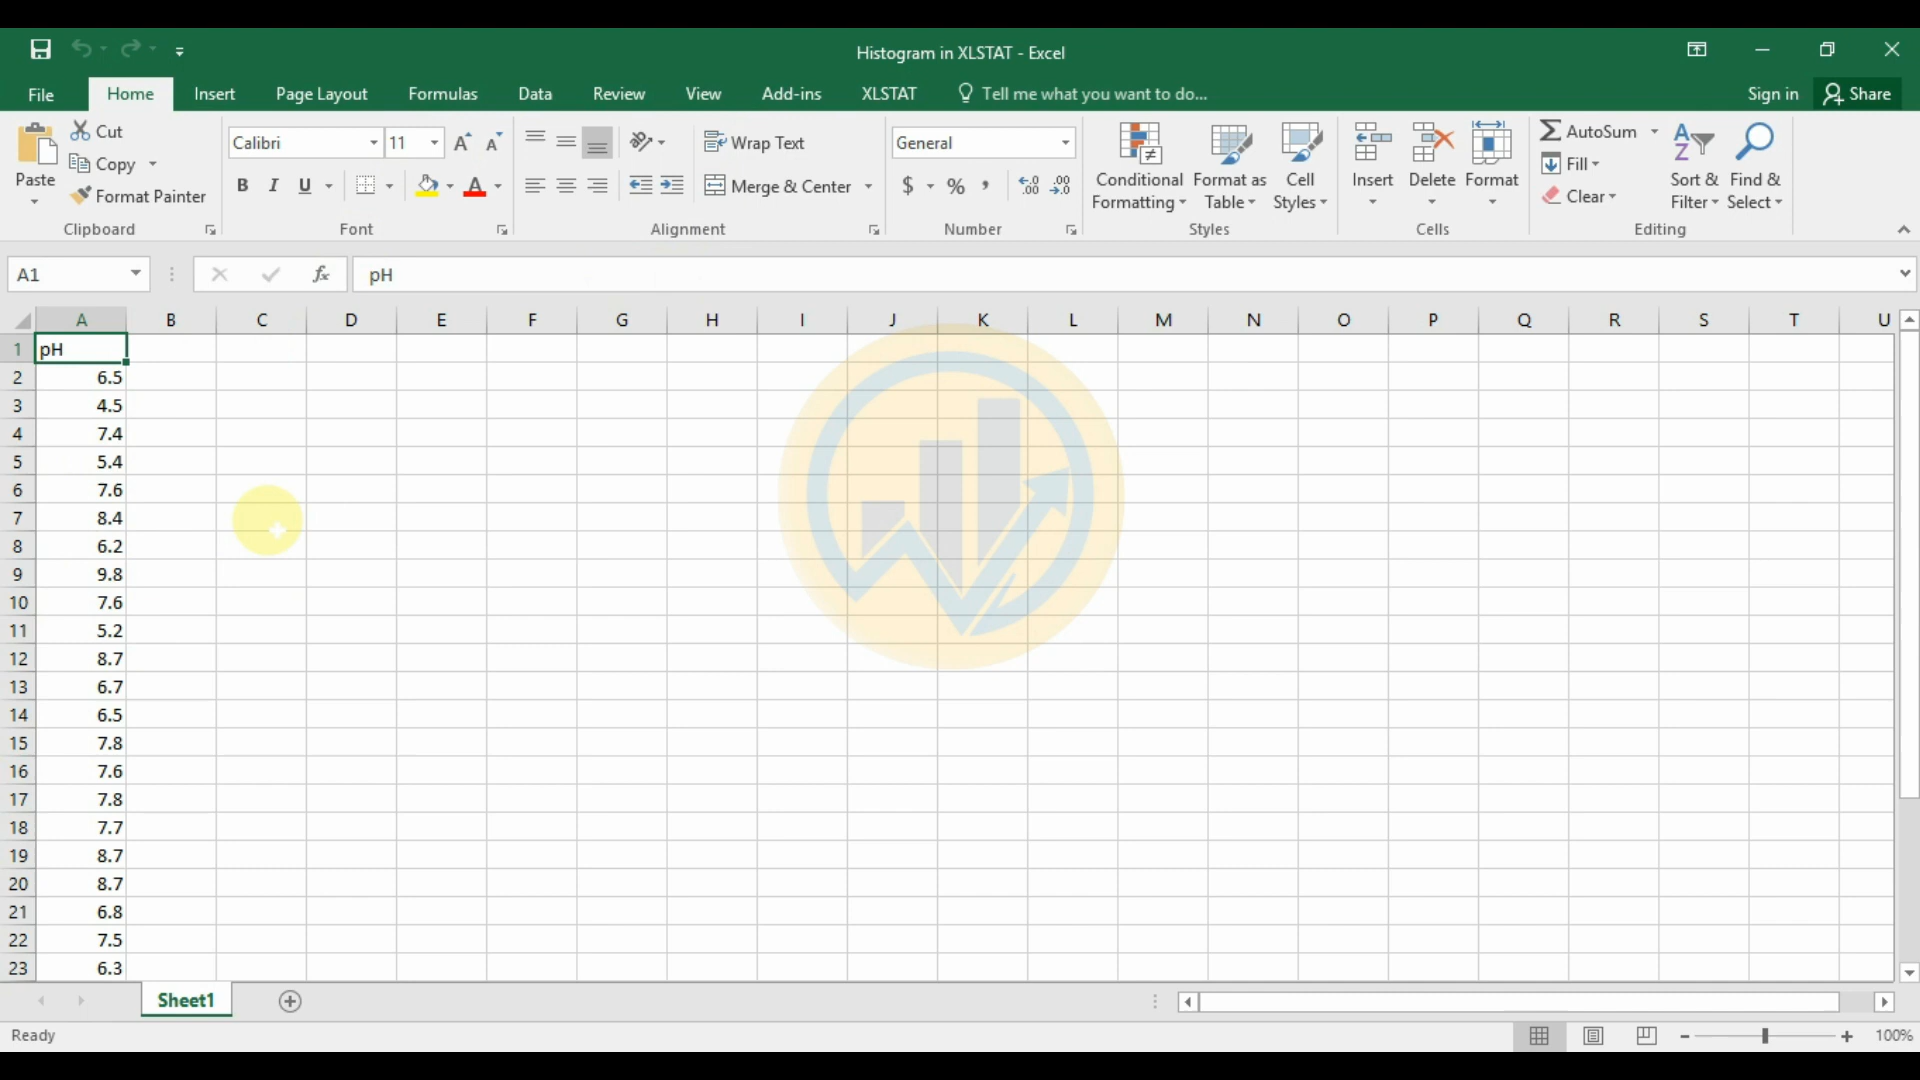 Histogram in XLSTAT - Excel
File Home Insert Page Layout Formulas Data Review View Add-ins XLSTAT Tell me what you want to do... Sign in Share
Paste Cut Copy Format Painter Clipboard
Calibri 11 B I U A Font
Wrap Text Merge & Center Alignment
General $ % , .00 Number
Conditional Formatting Format as Table Cell Styles Styles
Insert Delete Format Cells
AutoSum Fill Clear Sort & Filter Find & Select Editing
A1 fx pH
A B C D E F G H I J K L M N O P Q R S T U
1 pH
2 6.5
3 4.5
4 7.4
5 5.4
6 7.6
7 8.4
8 6.2
9 9.8
10 7.6
11 5.2
12 8.7
13 6.7
14 6.5
15 7.8
16 7.6
17 7.8
18 7.7
19 8.7
20 8.7
21 6.8
22 7.5
23 6.3
Sheet1
Ready 100%